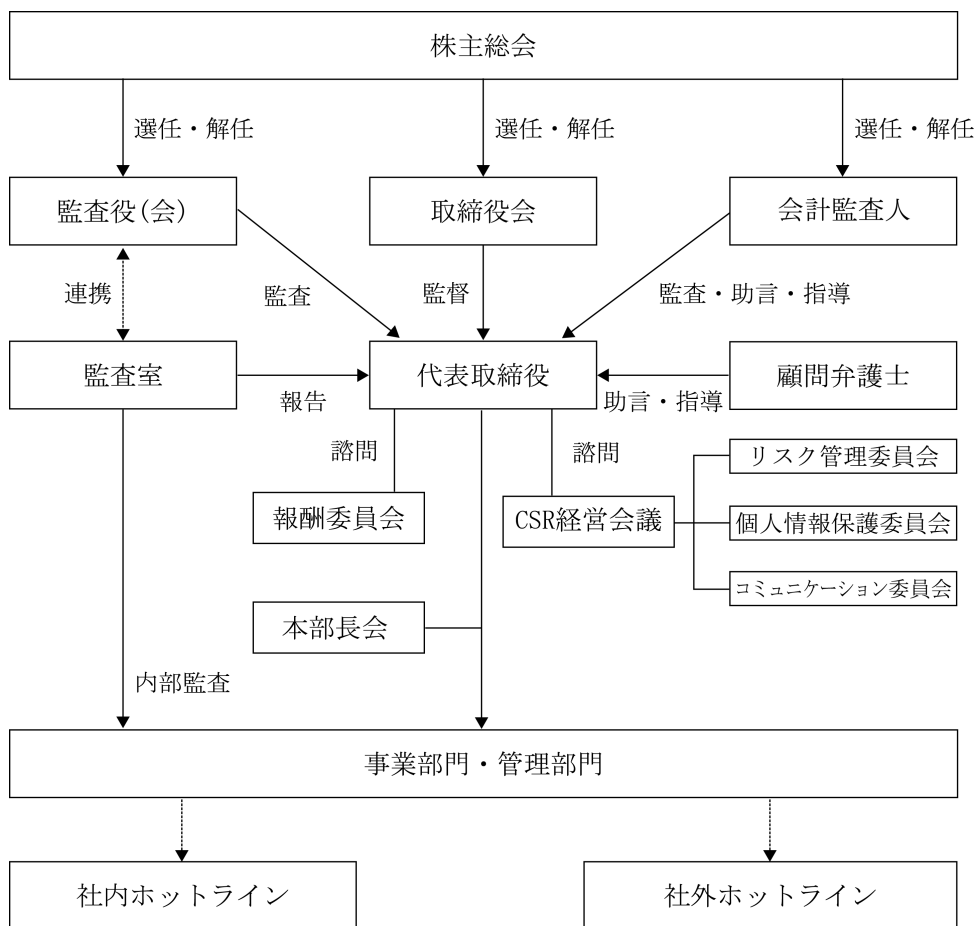 株主総会
選任・解任
選任・解任
選任・解任
監査役(会)
取締役会
会計監査人
連携
監査
監督
監査・助言・指導
監査室
代表取締役
顧問弁護士
報告
助言・指導
諮問
諮問
リスク管理委員会
報酬委員会
CSR経営会議
個人情報保護委員会
コミュニケーション委員会
本部長会
内部監査
事業部門・管理部門
社内ホットライン
社外ホットライン